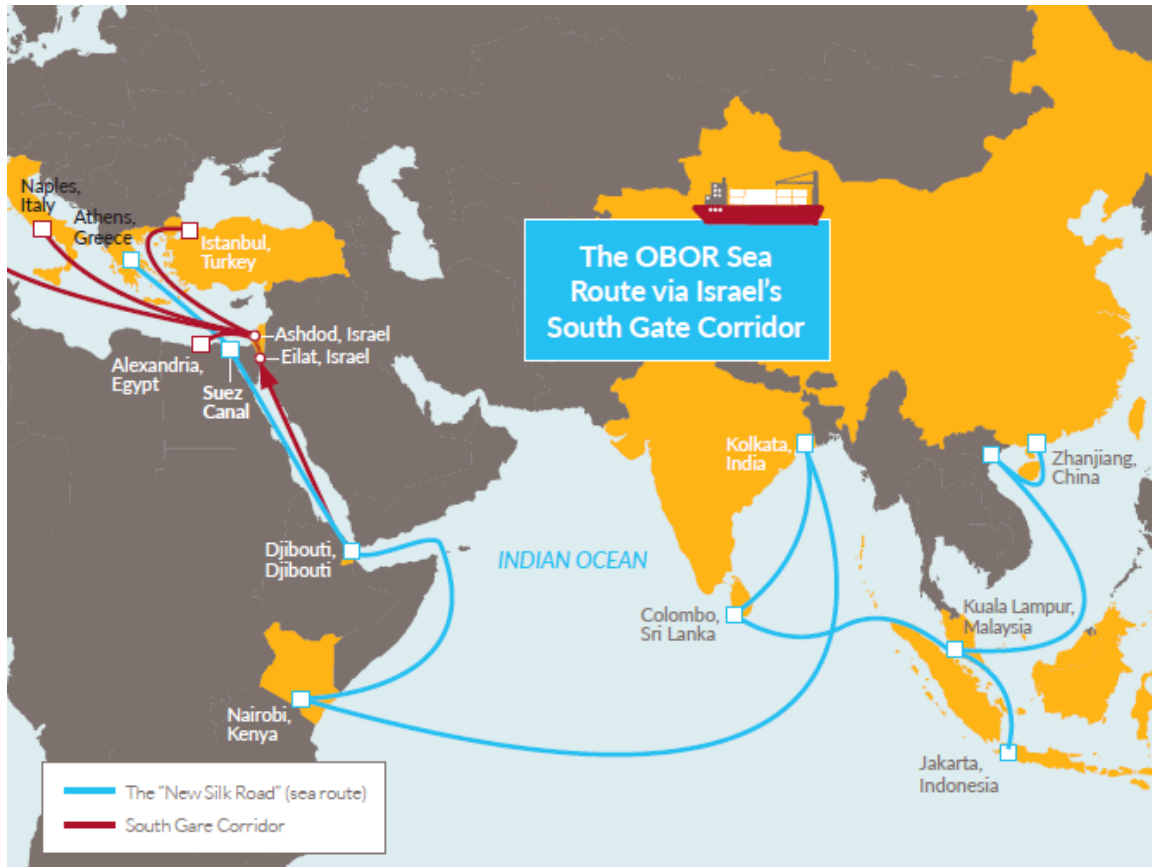 Naples,
Italy
Athens,
Greece
Istanbul,
Turkey
The OBOR Sea
Route via Israel's
South Gate Corridor
Ashdod, Israel
Eilat, Israel
Alexandria,
Egypt
Suez
Canal
Kolkata,
India
Zhanjiang,
China
Djibouti,
Djibouti
INDIAN OCEAN
Colombo,
Sri Lanka
Kuala Lampur,
Malaysia
Nairobi,
Kenya
Jakarta,
Indonesia
The "New Silk Road" (sea route)
South Gare Corridor